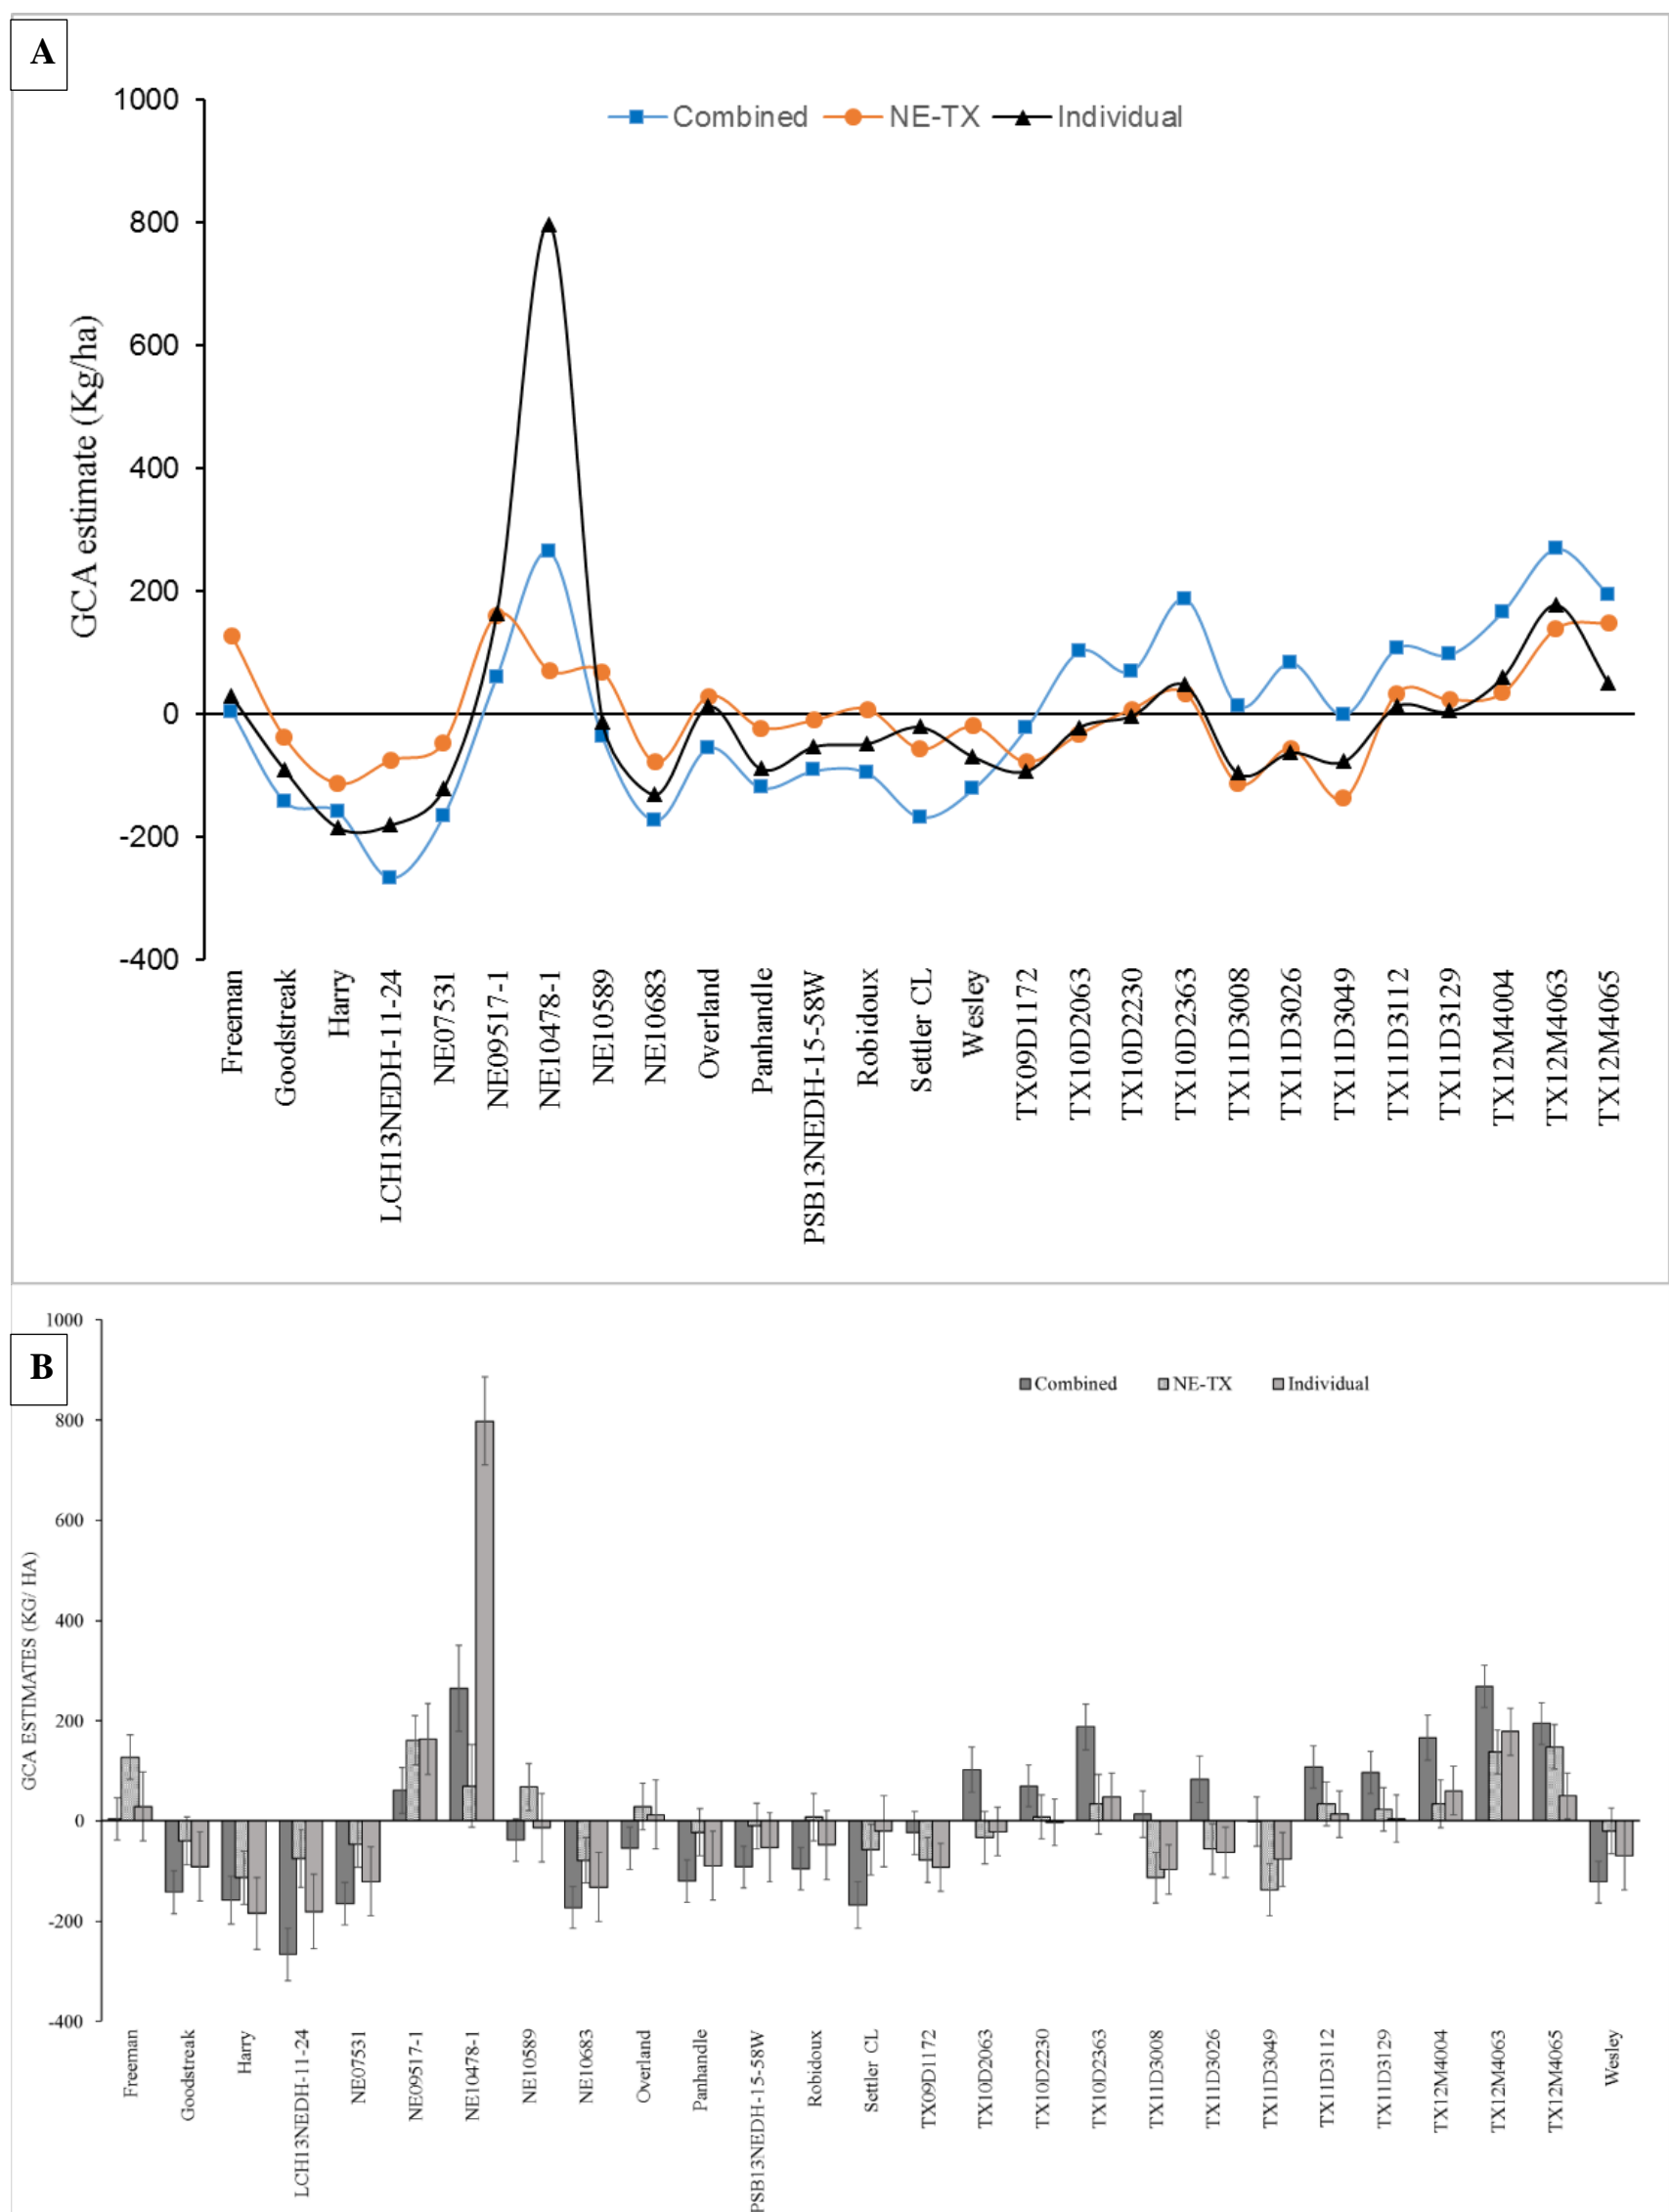 A
1000
800
600
400
200
0
-200
-400
GCA estimate (Kg/ha)
Combined NE-TX Individual
Freeman
Goodstreak
Harry
LCH13NEDH-11-24
NE07531
NE09517-1
NE10478-1
NE10589
NE10683
Overland
Panhandle
PSB13NEDH-15-58W
Robidoux
Settler CL
Wesley
TX09D1172
TX10D2063
TX10D2230
TX10D2363
TX11D3008
TX11D3026
TX11D3049
TX11D3112
TX11D3129
TX12M4004
TX12M4063
TX12M4065
B
1000
800
600
400
200
0
-200
-400
GCA ESTIMATES (KG/ HA)
Combined NE-TX Individual
Freeman
Goodstreak
Harry
LCH13NEDH-11-24
NE07531
NE09517-1
NE10478-1
NE10589
NE10683
Overland
Panhandle
PSB13NEDH-15-58W
Robidoux
Settler CL
TX09D1172
TX10D2063
TX10D2230
TX10D2363
TX11D3008
TX11D3026
TX11D3049
TX11D3112
TX11D3129
TX12M4004
TX12M4063
TX12M4065
Wesley